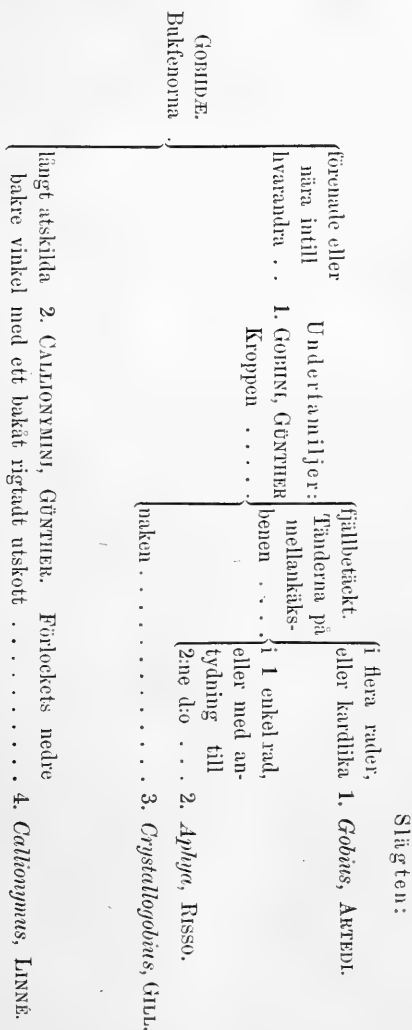 Slägten:
Underfamiljer:
GOBIIDÆ.
Bukfenorna .
förenade eller
nära intill
hvarandra . . 1. GOBIINI, GÜNTHER
Kroppen . . . . .
fjällbetäckt.
Tänderna på
mellankäks-
benen . . . .
i flera rader,
eller kardlika 1. Gobius, ARTEDI.
i 1 enkel rad,
eller med an-
tydning till
2:ne d:o . . . 2. Aphya, RISSO.
naken . . . . . . . . . . . . . . 3. Crystallogobius, GILL.
långt åtskilda 2. CALLIONYMINI, GÜNTHER. Förlockets nedre
bakre vinkel med ett bakåt rigtadt utskott . . . . . . . . . . 4. Callionymus, LINNÉ.